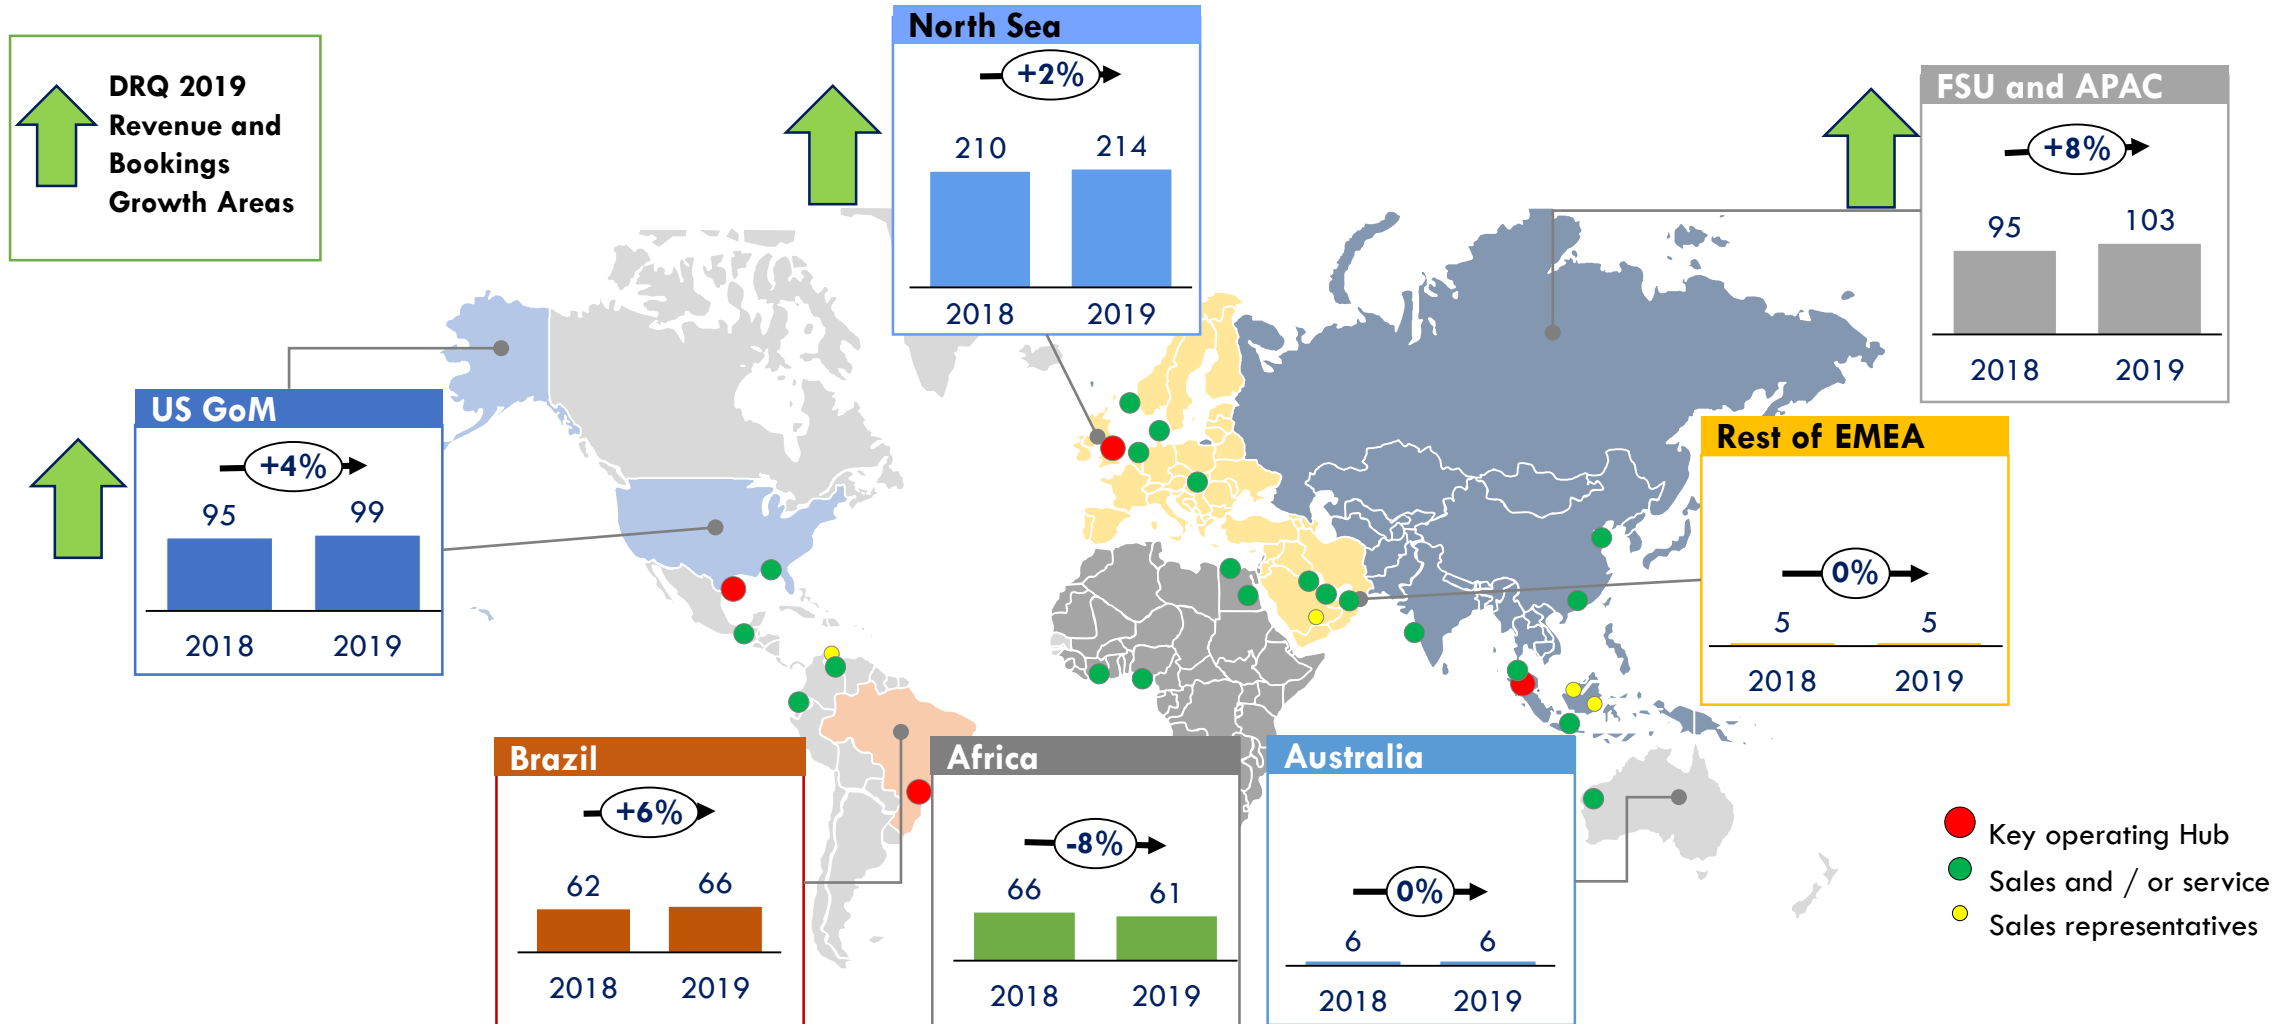 DRQ 2019
Revenue and
Bookings
Growth Areas
North Sea
+2%
210 214
2018 2019
FSU and APAC
+8%
95 103
2018 2019
US GoM
+4%
95 99
2018 2019
Rest of EMEA
0%
5 5
2018 2019
Brazil
+6%
62 66
2018 2019
Africa
-8%
66 61
2018 2019
Australia
0%
6 6
2018 2019
Key operating Hub
Sales and / or service
Sales representatives